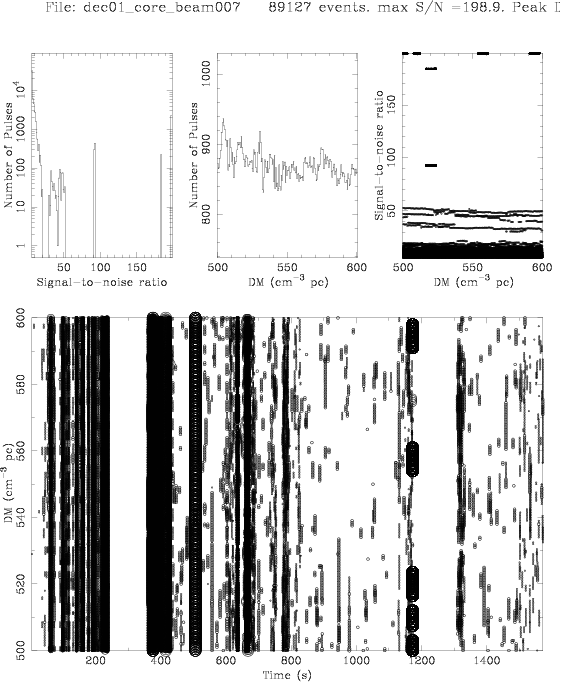 File: dec01_core_beam007 89127 events. max S/N =198.9. Peak D
Number of Pulses
10⁴
1000
100
10
1
50 100 150
Signal-to-noise ratio
Number of Pulses
1000
900
800
500 550 600
DM (cm⁻³ pc)
Signal-to-noise ratio
150
100
50
500 550 600
DM (cm⁻³ pc)
DM (cm⁻³ pc)
600
580
560
540
520
500
200 400 600 800 1000 1200 1400
Time (s)